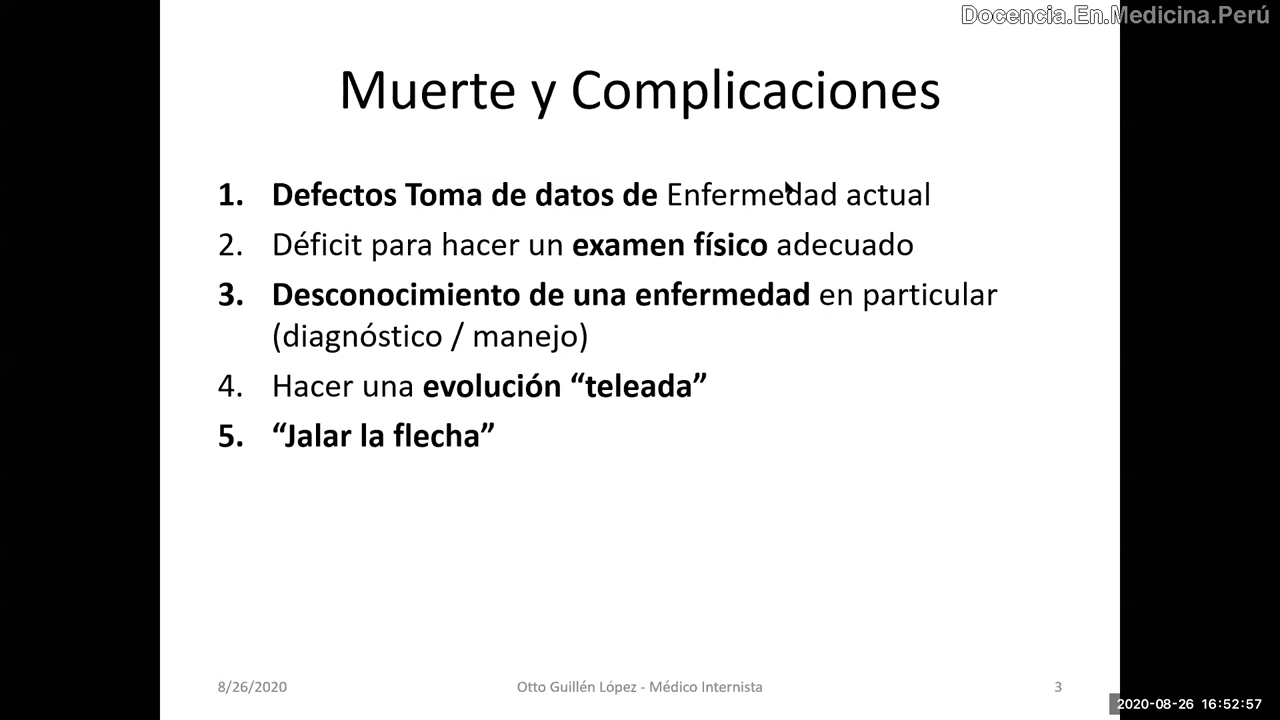 Docencia.En.Medicina.Perú
Muerte y Complicaciones
1. Defectos Toma de datos de Enfermedad actual
2. Déficit para hacer un examen físico adecuado
3. Desconocimiento de una enfermedad en particular
(diagnóstico / manejo)
4. Hacer una evolución “teleada”
5. “Jalar la flecha”
8/26/2020
Otto Guillén López - Médico Internista
3
2020-08-26 16:52:57